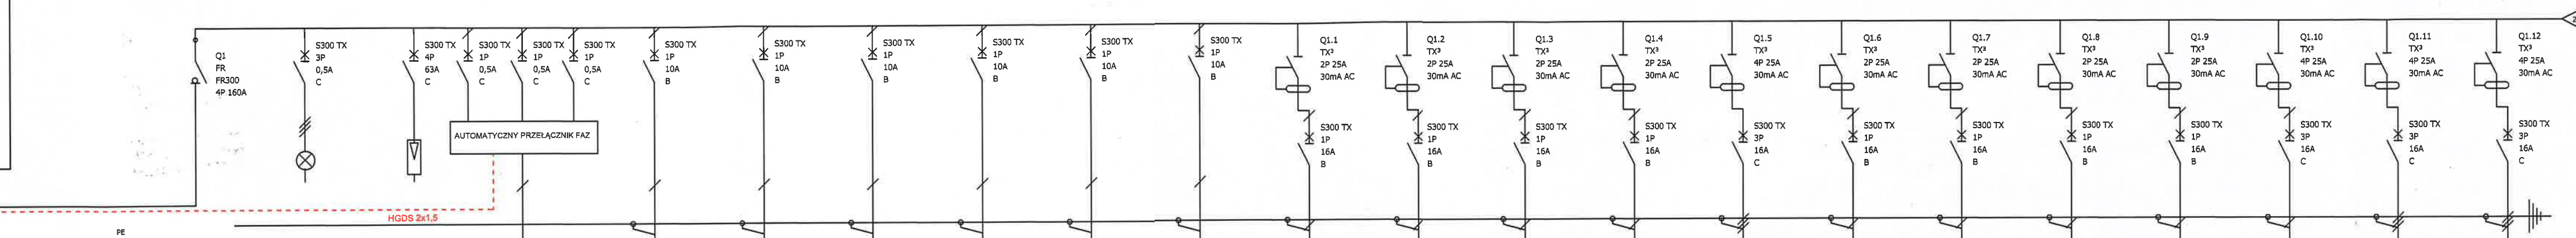 Q1
FR
FR300
4P 160A
S300 TX
3P
0,5A
C
S300 TX
4P
63A
C
S300 TX
1P
0,5A
C
S300 TX
1P
0,5A
C
S300 TX
1P
0,5A
C
S300 TX
1P
10A
B
S300 TX
1P
10A
B
S300 TX
1P
10A
B
S300 TX
1P
10A
B
S300 TX
1P
10A
B
S300 TX
1P
10A
B
Q1.1
TX³
2P 25A
30mA AC
S300 TX
1P
16A
B
Q1.2
TX³
2P 25A
30mA AC
S300 TX
1P
16A
B
Q1.3
TX³
2P 25A
30mA AC
S300 TX
1P
16A
B
Q1.4
TX³
2P 25A
30mA AC
S300 TX
1P
16A
B
Q1.5
TX³
4P 25A
30mA AC
S300 TX
3P
16A
C
Q1.6
TX³
2P 25A
30mA AC
S300 TX
1P
16A
B
Q1.7
TX³
2P 25A
30mA AC
S300 TX
1P
16A
B
Q1.8
TX³
2P 25A
30mA AC
S300 TX
1P
16A
B
Q1.9
TX³
2P 25A
30mA AC
S300 TX
1P
16A
B
Q1.10
TX³
4P 25A
30mA AC
S300 TX
3P
16A
C
Q1.11
TX³
4P 25A
30mA AC
S300 TX
3P
16A
C
Q1.12
TX³
4P 25A
30mA AC
S300 TX
3P
16A
C
AUTOMATYCZNY PRZEŁĄCZNIK FAZ
HGDS 2x1,5
PE